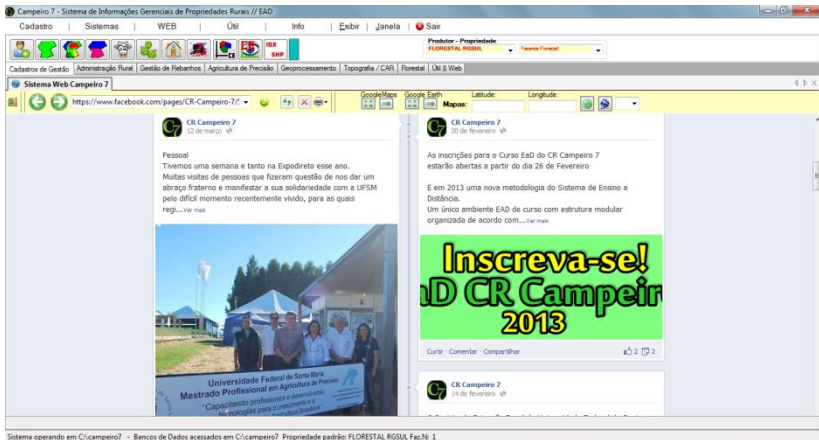 Campeiro 7 - Sistema de Informações Gerenciais de Propriedades Rurais // EAD
Cadastro | Sistemas | WEB | Útil | Info | Exibir | Janela | Sair
Produtor - Propriedade
FLORESTAL RGSUL Fazenda Florestal
IDX
SHP
Cadastros de Gestão Administração Rural Gestão de Rebanhos Agricultura de Precisão Geoprocessamento Topografia / CAR Florestal Útil || Web
Sistema Web Campeiro 7
GoogleMaps Google Earth Latitude: Longitude:
https://www.facebook.com/pages/CR-Campeiro-7/ Mapas:
CR Campeiro 7
12 de março
Pessoal
Tivemos uma semana e tanto na Expodireto esse ano.
Muitas visitas de pessoas que fizeram questão de nos dar um
abraço fraterno e manifestar a sua solidariedade com a UFSM
pelo difícil momento recentemente vivido, para as quais
regi...Ver mais
Universidade Federal de Santa Maria
Mestrado Profissional em Agricultura de Precisão
"Capacitando profissionais e desenvolvendo
tecnologias para o crescimento e a
Agricultura Brasileira
CR Campeiro 7
20 de fevereiro
As inscrições para o Curso EaD do CR Campeiro 7
estarão abertas a partir do dia 26 de Fevereiro
E em 2013 uma nova metodologia do Sistema de Ensino a
Distância.
Um único ambiente EAD de curso com estrutura modular
organizada de acordo com...Ver mais
Inscreva-se!
aD CR Campeir
2013
Curtir · Comentar · Compartilhar 2 2
CR Campeiro 7
14 de fevereiro
Sistema operando em C:\campeiro7 - Bancos de Dados acessados em C:\campeiro7 Propriedade padrão: FLORESTAL RGSUL Faz.N: 1